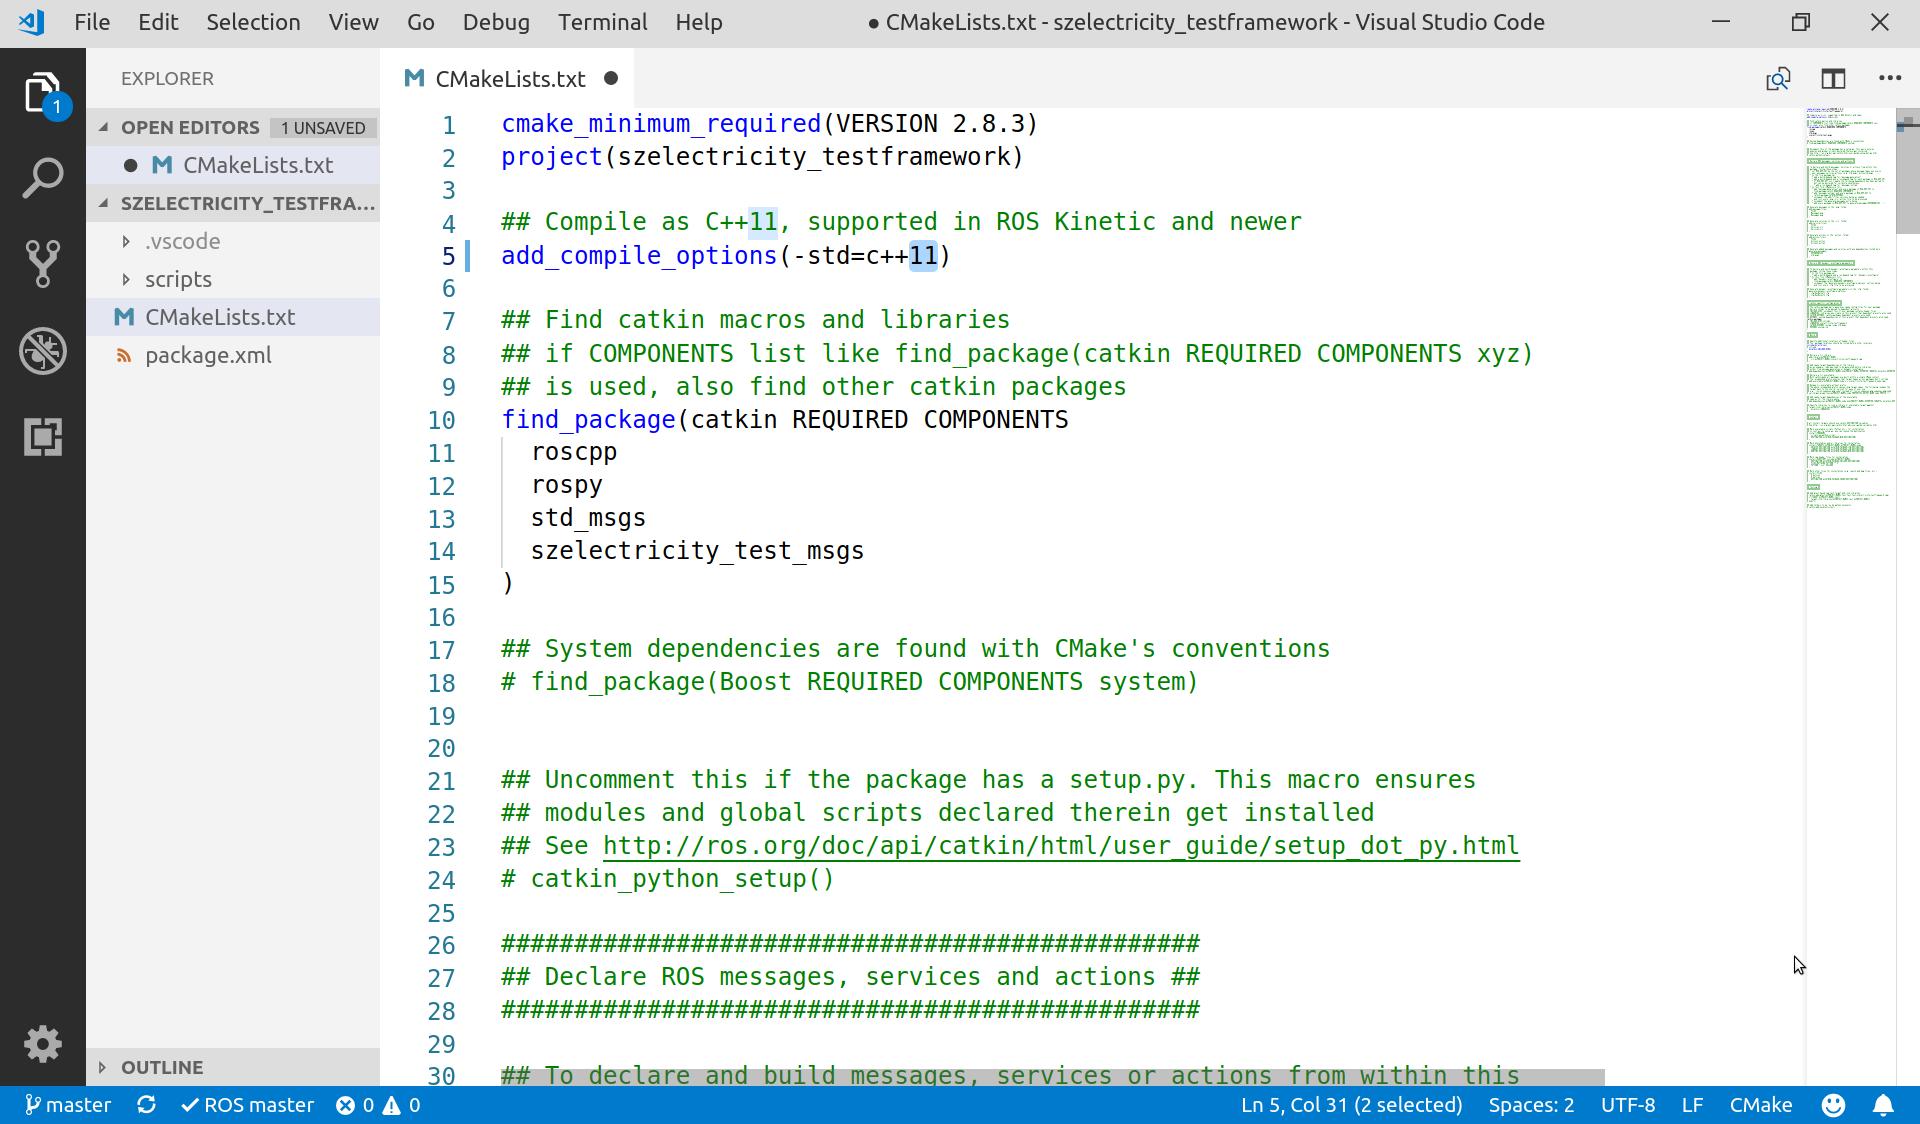 File Edit Selection View Go Debug Terminal Help ● CMakeLists.txt - szelectricity_testframework - Visual Studio Code
EXPLORER
1
OPEN EDITORS 1 UNSAVED
CMakeLists.txt
SZELECTRICITY_TESTFRA...
.vscode
scripts
CMakeLists.txt
package.xml
OUTLINE
CMakeLists.txt
1 cmake_minimum_required(VERSION 2.8.3)
2 project(szelectricity_testframework)
3
4 ## Compile as C++11, supported in ROS Kinetic and newer
5 add_compile_options(-std=c++11)
6
7 ## Find catkin macros and libraries
8 ## if COMPONENTS list like find_package(catkin REQUIRED COMPONENTS xyz)
9 ## is used, also find other catkin packages
10 find_package(catkin REQUIRED COMPONENTS
11 roscpp
12 rospy
13 std_msgs
14 szelectricity_test_msgs
15 )
16
17 ## System dependencies are found with CMake's conventions
18 # find_package(Boost REQUIRED COMPONENTS system)
19
20
21 ## Uncomment this if the package has a setup.py. This macro ensures
22 ## modules and global scripts declared therein get installed
23 ## See http://ros.org/doc/api/catkin/html/user_guide/setup_dot_py.html
24 # catkin_python_setup()
25
26 ################################################
27 ## Declare ROS messages, services and actions ##
28 ################################################
29
30 ## To declare and build messages, services or actions from within this
master ROS master 0 0 Ln 5, Col 31 (2 selected) Spaces: 2 UTF-8 LF CMake